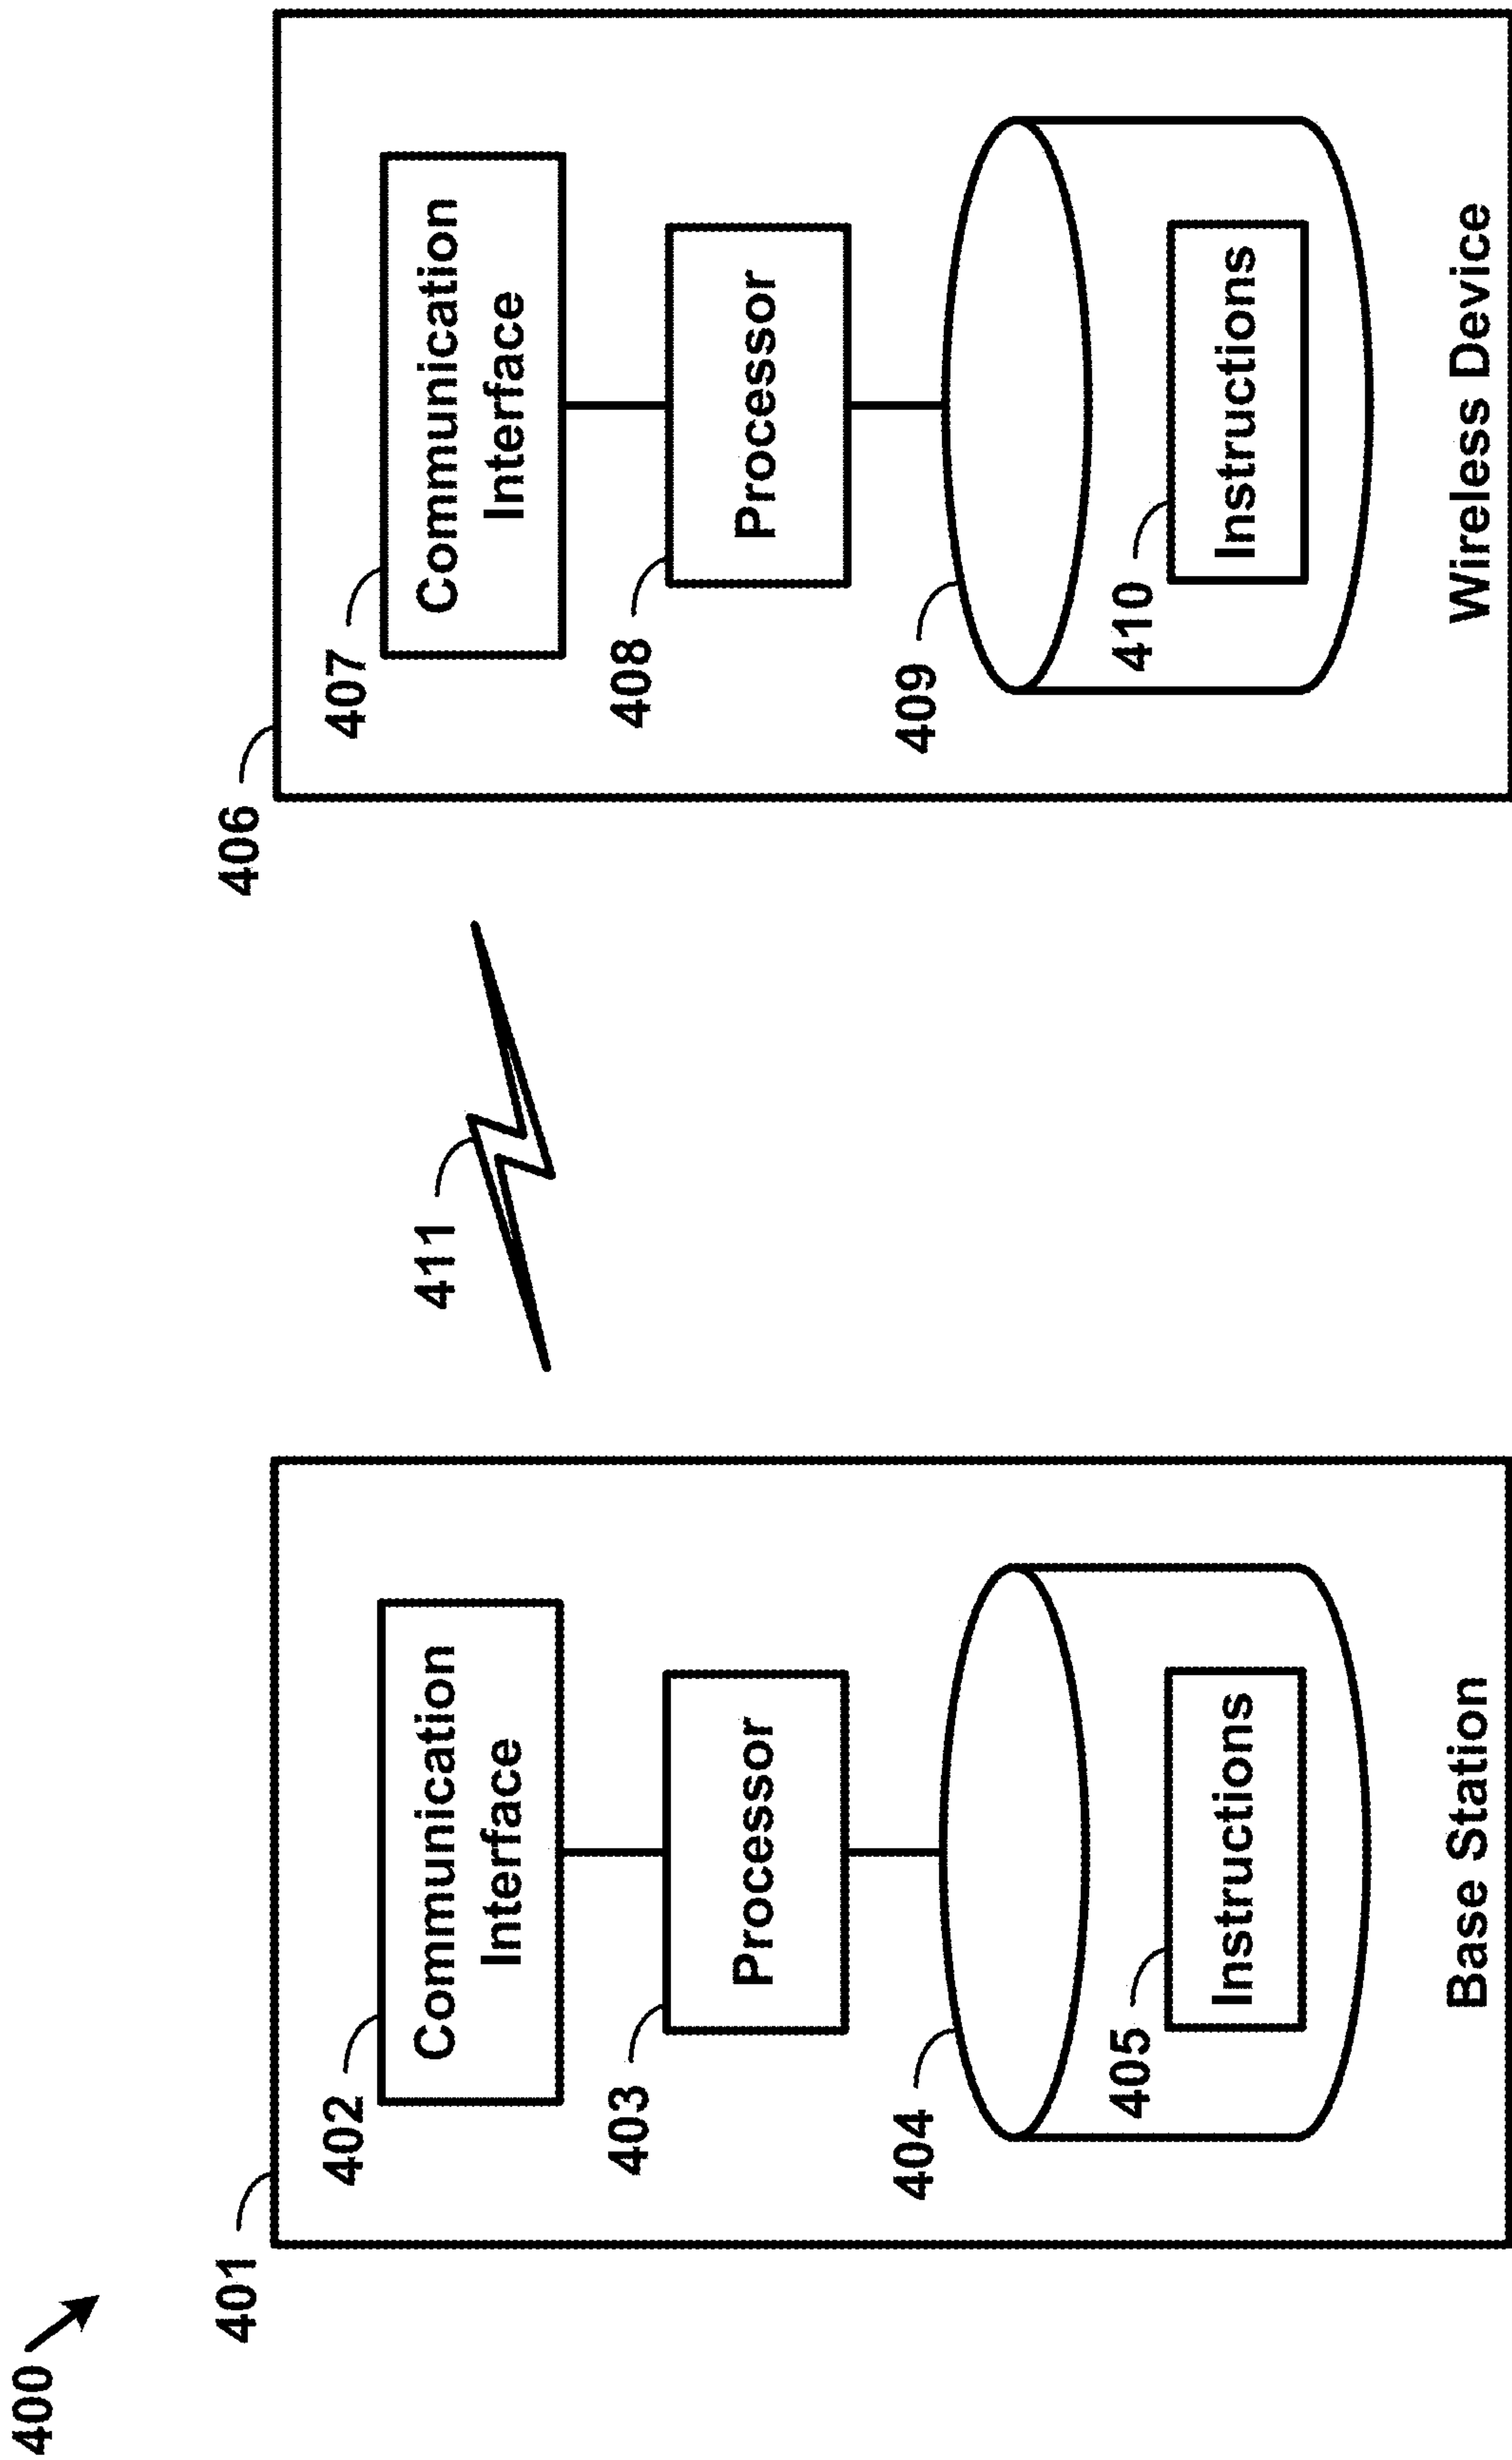 400
401
402
Communication
Interface
403
Processor
404
405
Instructions
Base Station
411
406
407
Communication
Interface
408
Processor
409
410
Instructions
Wireless Device